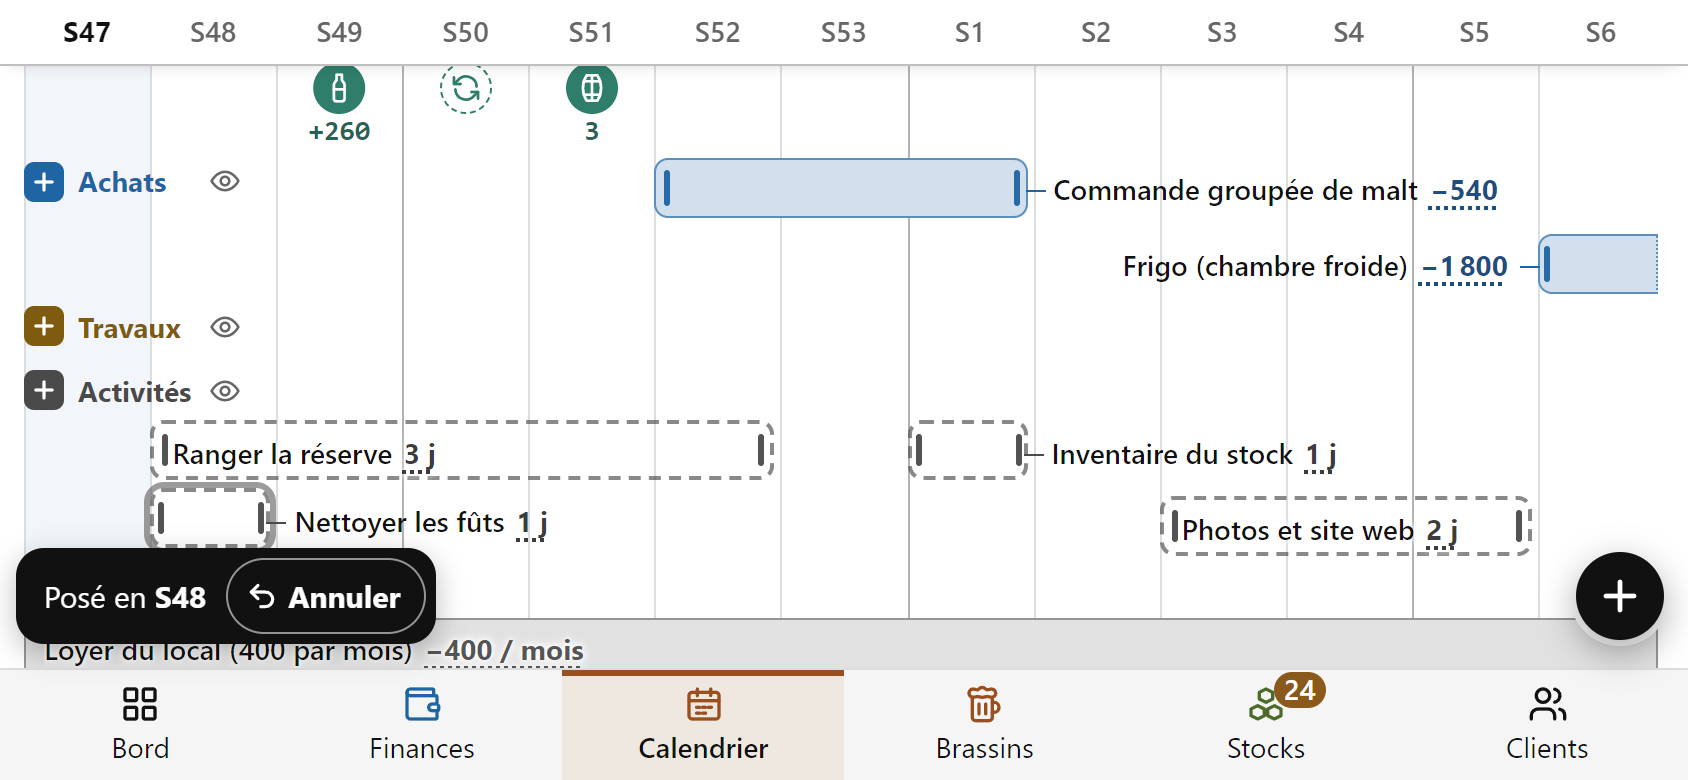 S47 S48 S49 S50 S51 S52 S53 S1 S2 S3 S4 S5 S6
+260 3
Achats
Commande groupée de malt −540
Frigo (chambre froide) −1 800
Travaux
Activités
Ranger la réserve 3 j
Inventaire du stock 1 j
Nettoyer les fûts 1 j
Photos et site web 2 j
Posé en S48 Annuler
Loyer du local (400 par mois) −400 / mois
24
Bord Finances Calendrier Brassins Stocks Clients